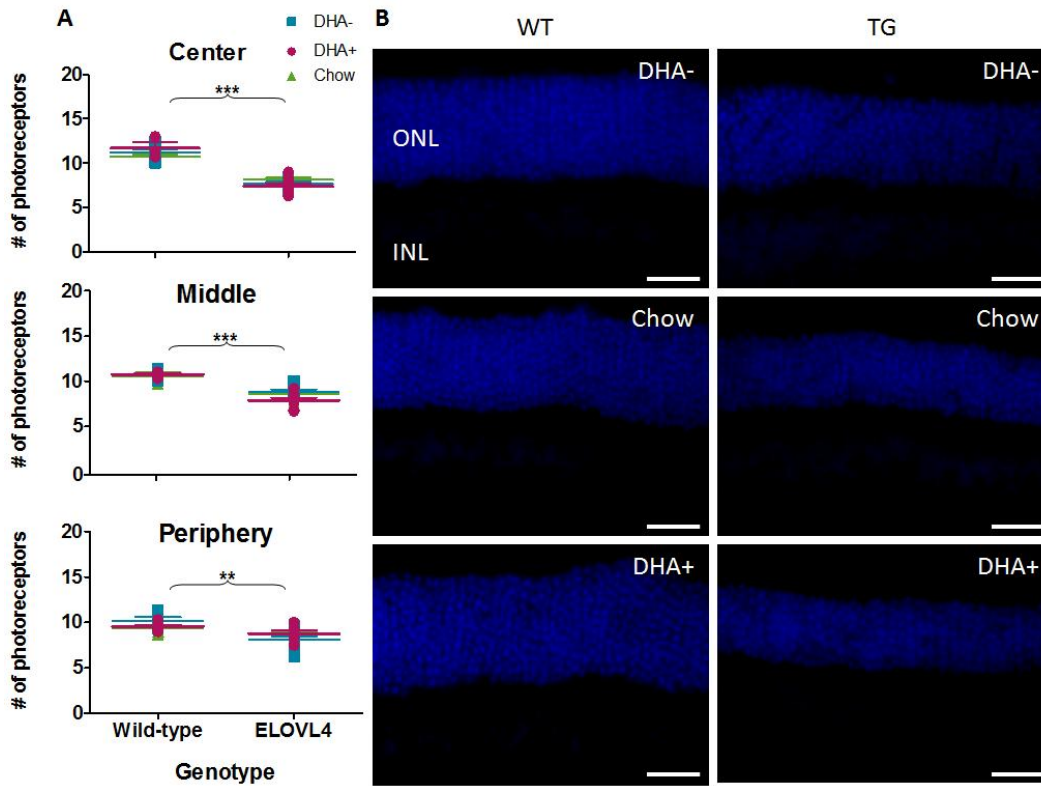 A
DHA-
DHA+
Chow
Center
20
15
10
5
0
# of photoreceptors
***
Middle
20
15
10
5
0
# of photoreceptors
***
Periphery
20
15
10
5
0
# of photoreceptors
**
Wild-type ELOVL4
Genotype
B
WT TG
DHA- DHA-
ONL
INL
Chow Chow
DHA+ DHA+